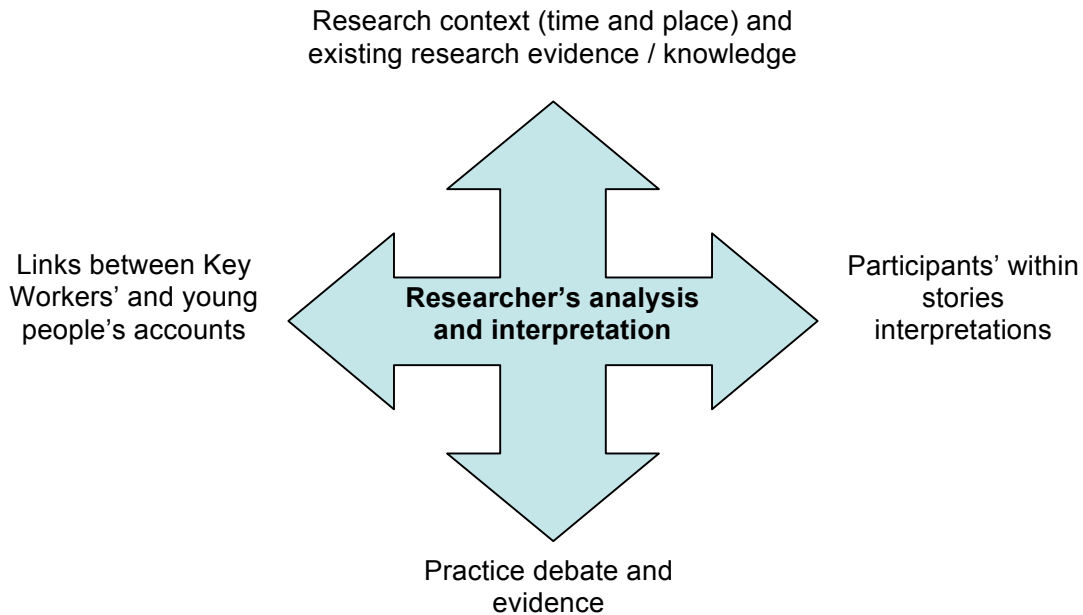 Research context (time and place) and
existing research evidence / knowledge
Links between Key
Workers' and young
people's accounts
Researcher's analysis
and interpretation
Participants' within
stories
interpretations
Practice debate and
evidence